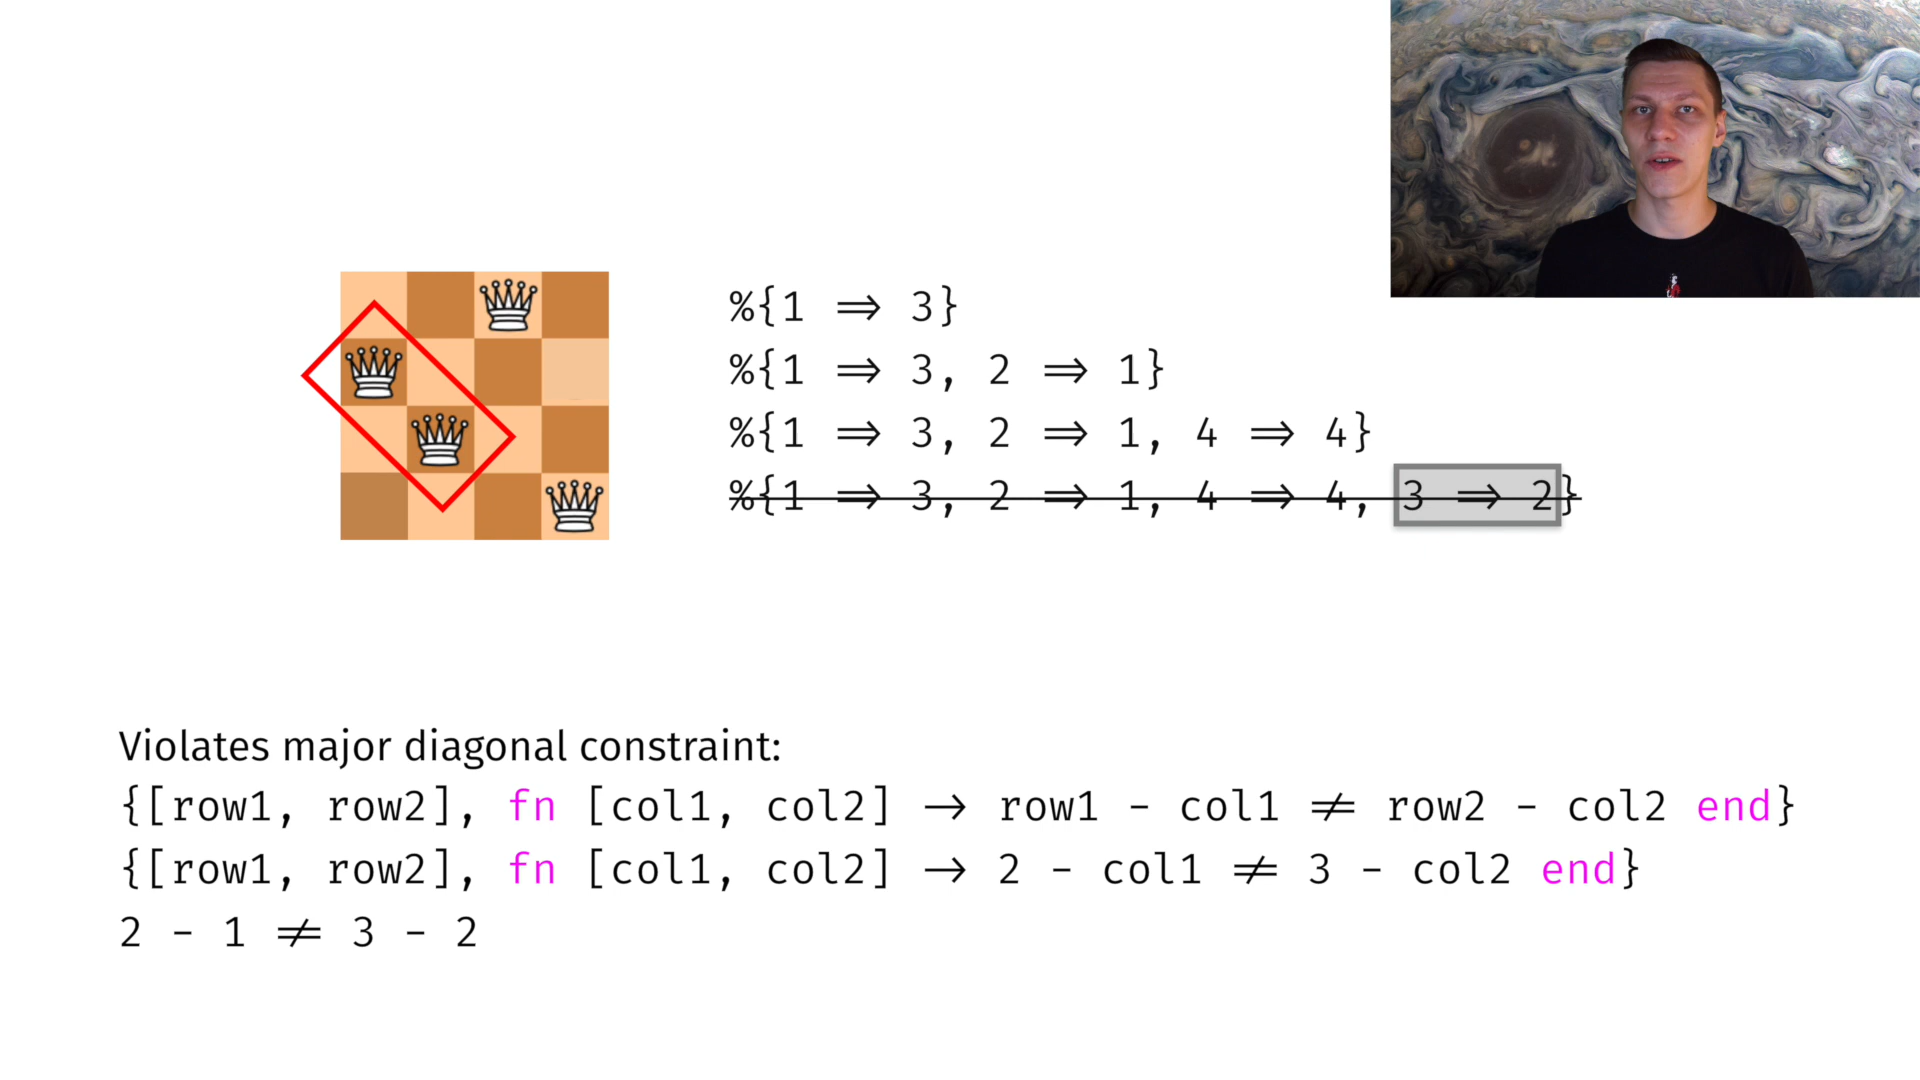 %{1 ⇒ 3}
%{1 ⇒ 3, 2 ⇒ 1}
%{1 ⇒ 3, 2 ⇒ 1, 4 ⇒ 4}
%{1 ⇒ 3, 2 ⇒ 1, 4 ⇒ 4, 3 ⇒ 2}
Violates major diagonal constraint:
{[row1, row2], fn [col1, col2] → row1 - col1 ≠ row2 - col2 end}
{[row1, row2], fn [col1, col2] → 2 - col1 ≠ 3 - col2 end}
2 - 1 ≠ 3 - 2